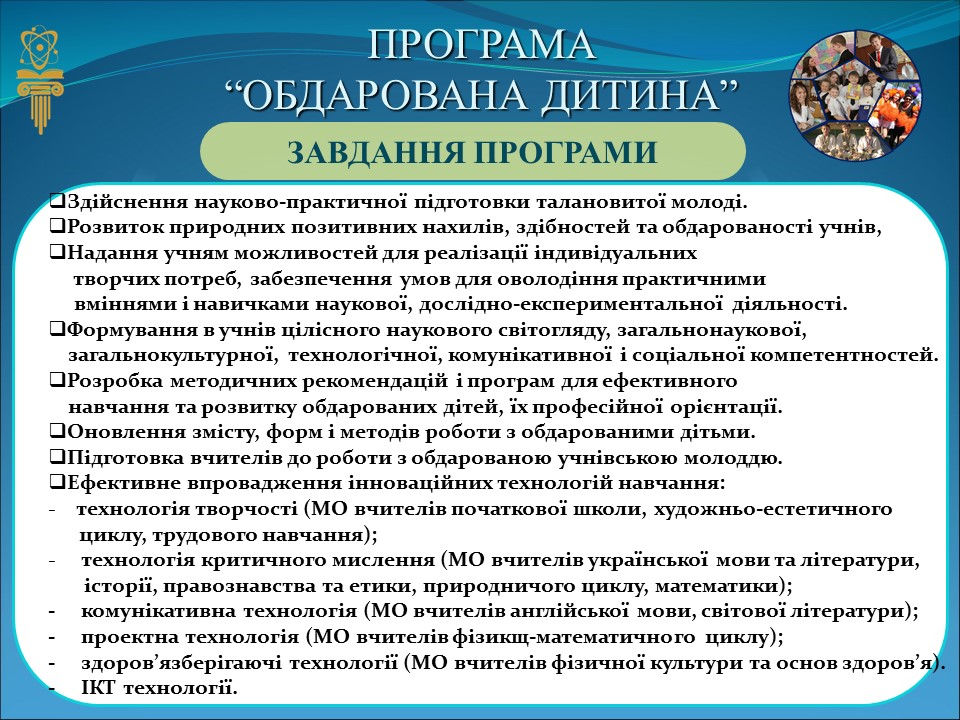 ПРОГРАМА
“ОБДАРОВАНА ДИТИНА”
ЗАВДАННЯ ПРОГРАМИ
❑Здійснення науково-практичної підготовки талановитої молоді.
❑Розвиток природних позитивних нахилів, здібностей та обдарованості учнів,
❑Надання учням можливостей для реалізації індивідуальних
творчих потреб, забезпечення умов для оволодіння практичними
вміннями і навичками наукової, дослідно-експериментальної діяльності.
❑Формування в учнів цілісного наукового світогляду, загальнонаукової,
загальнокультурної, технологічної, комунікативної і соціальної компетентностей.
❑Розробка методичних рекомендацій і програм для ефективного
навчання та розвитку обдарованих дітей, їх професійної орієнтації.
❑Оновлення змісту, форм і методів роботи з обдарованими дітьми.
❑Підготовка вчителів до роботи з обдарованою учнівською молоддю.
❑Ефективне впровадження інноваційних технологій навчання:
- технологія творчості (МО вчителів початкової школи, художньо-естетичного
циклу, трудового навчання);
- технологія критичного мислення (МО вчителів української мови та літератури,
історії, правознавства та етики, природничого циклу, математики);
- комунікативна технологія (МО вчителів англійської мови, світової літератури);
- проектна технологія (МО вчителів фізикщ-математичного циклу);
- здоров’язберігаючі технології (МО вчителів фізичної культури та основ здоров’я).
- ІКТ технології.